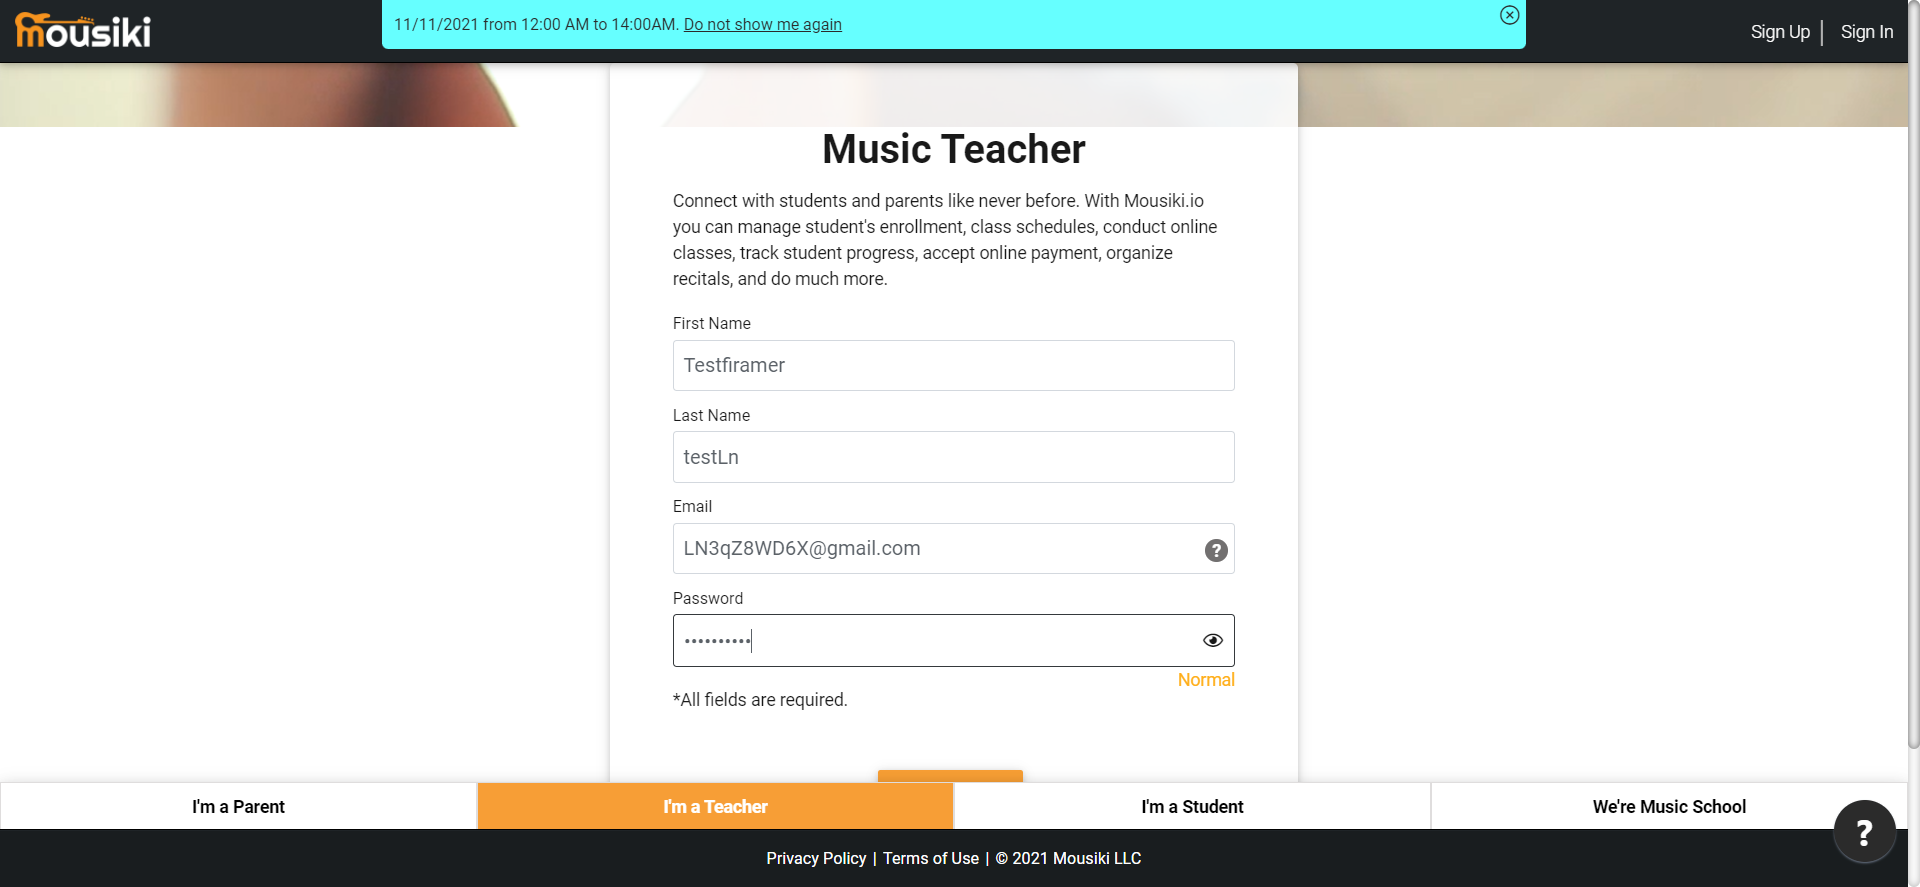 mousiki
11/11/2021 from 12:00 AM to 14:00AM. Do not show me again
Sign Up | Sign In
Music Teacher
Connect with students and parents like never before. With Mousiki.io
you can manage student's enrollment, class schedules, conduct online
classes, track student progress, accept online payment, organize
recitals, and do much more.
First Name
Testfiramer
Last Name
testLn
Email
LN3qZ8WD6X@gmail.com
?
Password
••••••••••
Normal
*All fields are required.
I'm a Parent
I'm a Teacher
I'm a Student
We're Music School
?
Privacy Policy | Terms of Use | © 2021 Mousiki LLC